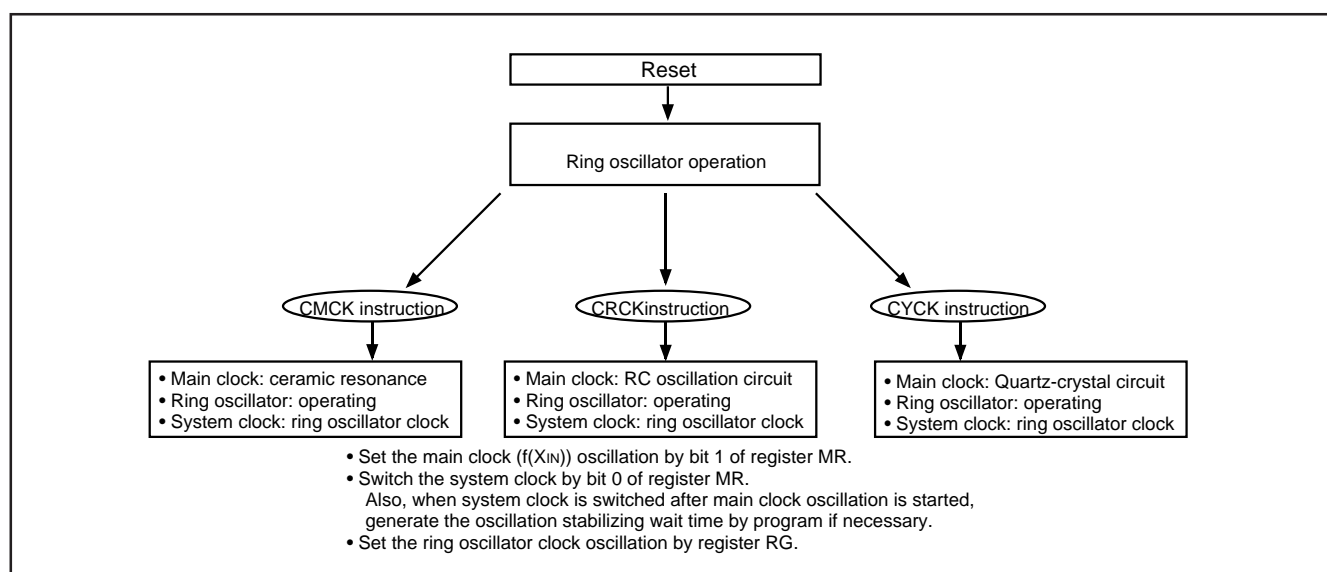 Reset
Ring oscillator operation
CMCK instruction
CRCKinstruction
CYCK instruction
• Main clock: ceramic resonance
• Ring oscillator: operating
• System clock: ring oscillator clock
• Main clock: RC oscillation circuit
• Ring oscillator: operating
• System clock: ring oscillator clock
• Main clock: Quartz-crystal circuit
• Ring oscillator: operating
• System clock: ring oscillator clock
• Set the main clock (f(XIN)) oscillation by bit 1 of register MR.
• Switch the system clock by bit 0 of register MR.
Also, when system clock is switched after main clock oscillation is started,
generate the oscillation stabilizing wait time by program if necessary.
• Set the ring oscillator clock oscillation by register RG.